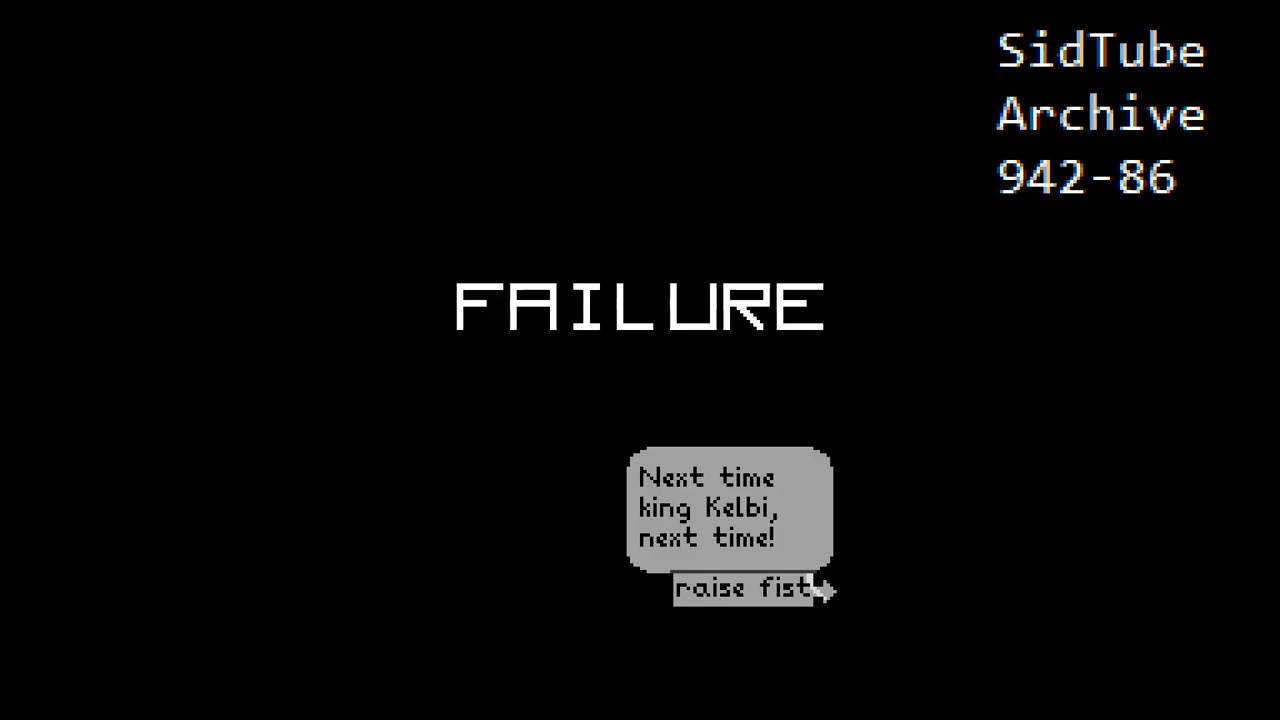 SidTube
Archive
942-86
FAILURE
Next time
king Kelbi,
next time!
raise fist